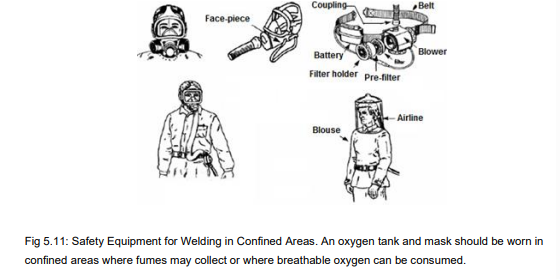 Coupling
Belt
Face-piece
Battery
Blower
filter
Filter holder
Pre-filter
Airline
Blouse
Fig 5.11: Safety Equipment for Welding in Confined Areas. An oxygen tank and mask should be worn in
confined areas where fumes may collect or where breathable oxygen can be consumed.